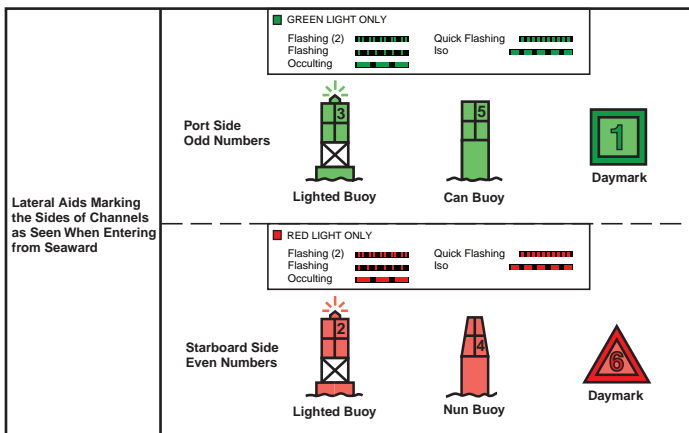 GREEN LIGHT ONLY
Flashing (2)
Quick Flashing
Flashing
Iso
Occulting
3
5
1
Port Side
Odd Numbers
Lighted Buoy
Can Buoy
Daymark
Lateral Aids Marking
the Sides of Channels
as Seen When Entering
from Seaward
RED LIGHT ONLY
Flashing (2)
Quick Flashing
Flashing
Iso
Occulting
2
4
6
Starboard Side
Even Numbers
Lighted Buoy
Nun Buoy
Daymark